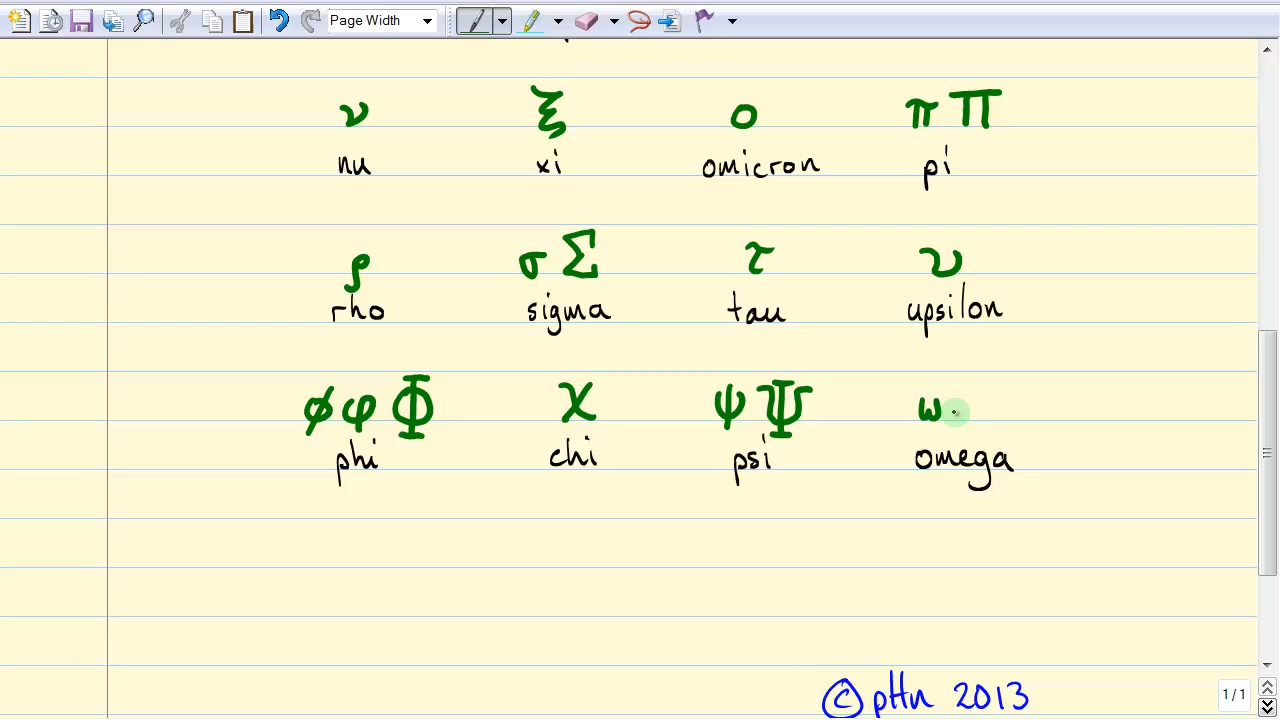 Page Width
ν ξ ο π Π
nu xi omicron pi
ρ σ Σ τ υ
rho sigma tau upsilon
ϕ φ Φ χ ψ Ψ ω
phi chi psi omega
© pHn 2013
1/1